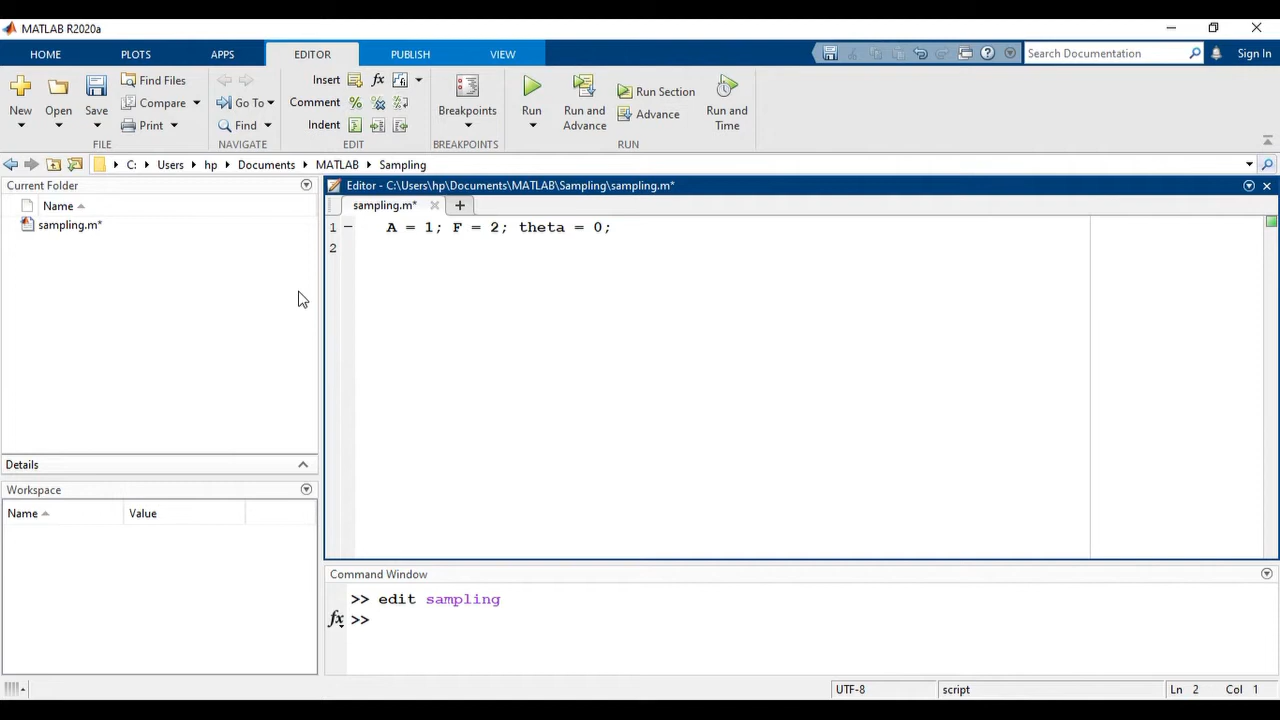 MATLAB R2020a
HOME PLOTS APPS EDITOR PUBLISH VIEW Search Documentation Sign In
New Open Save Find Files Compare Print Go To Find Insert fx Comment Indent Breakpoints Run Run and Advance Run Section Advance Run and Time
FILE NAVIGATE EDIT BREAKPOINTS RUN
C: Users hp Documents MATLAB Sampling
Current Folder
Name
sampling.m*
Editor - C:\Users\hp\Documents\MATLAB\Sampling\sampling.m*
sampling.m* +
1 - A = 1; F = 2; theta = 0;
2
Details
Workspace
Name Value
Command Window
>> edit sampling
fx >>
UTF-8 script Ln 2 Col 1